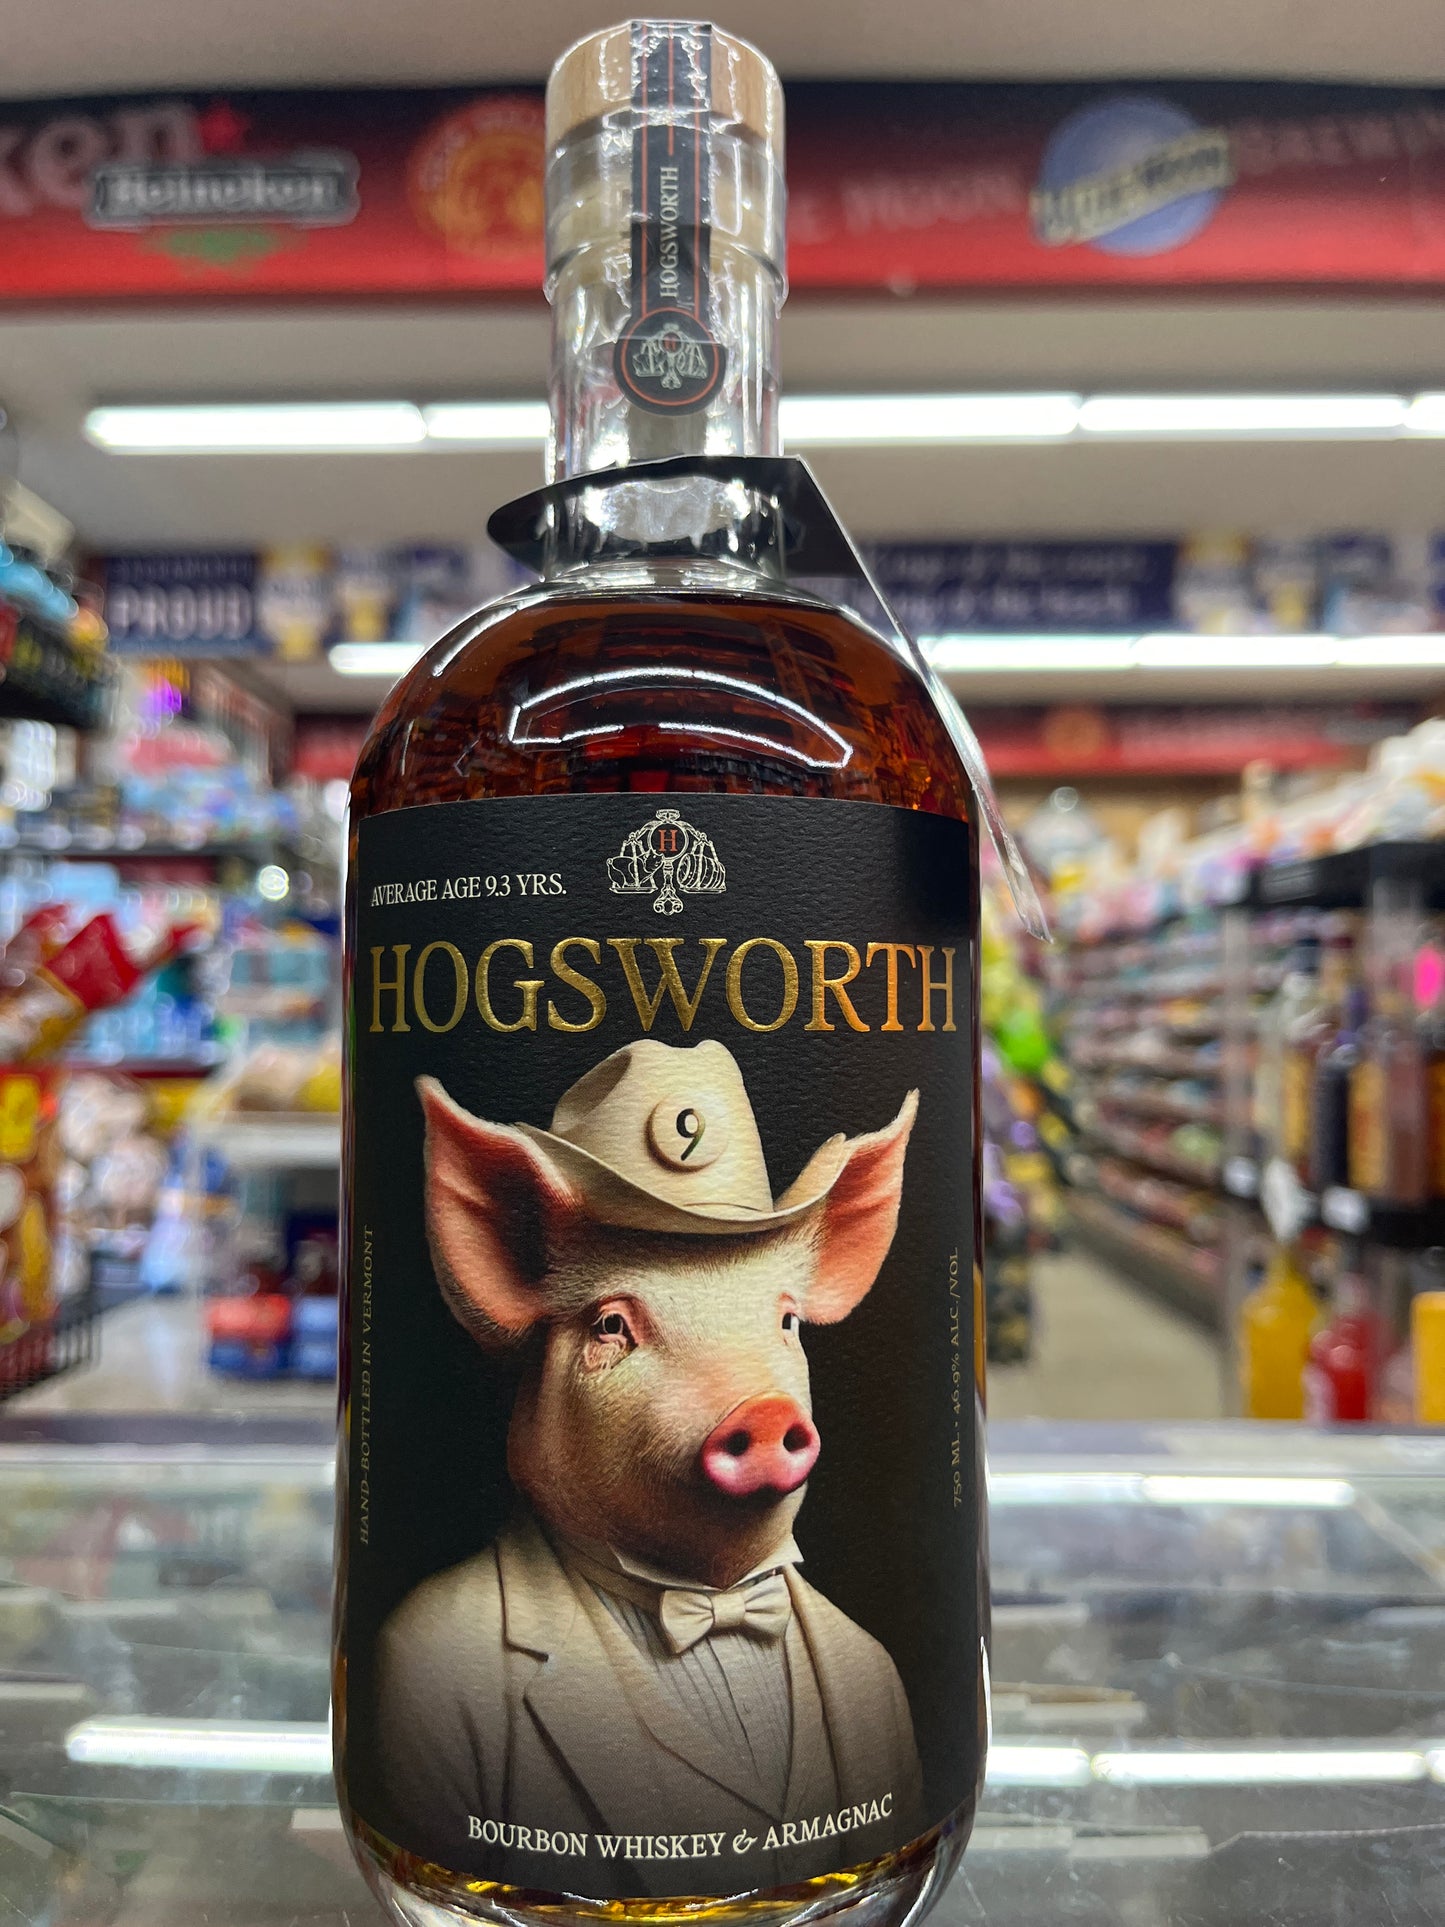 ken
Heineken
HOGSWORTH
H
PROUD
H
AVERAGE AGE 9.3 YRS.
HOGSWORTH
9
HAND-BOTTLED IN VERMONT
750 ML • 46.9% ALC./VOL
BOURBON WHISKEY & ARMAGNAC